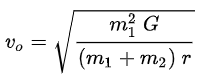 v_o = \sqrt{\frac{m_1^2 \, G}{(m_1 + m_2) \, r}}